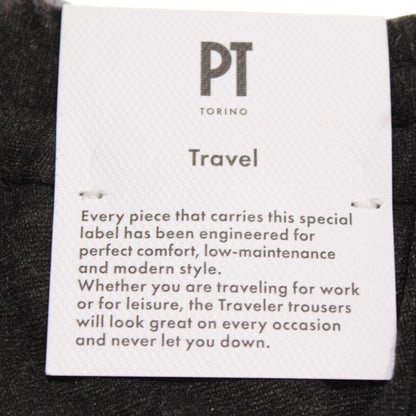 PT
TORINO
Travel
Every piece that carries this special
label has been engineered for
perfect comfort, low-maintenance
and modern style.
Whether you are traveling for work
or for leisure, the Traveler trousers
will look great on every occasion
and never let you down.